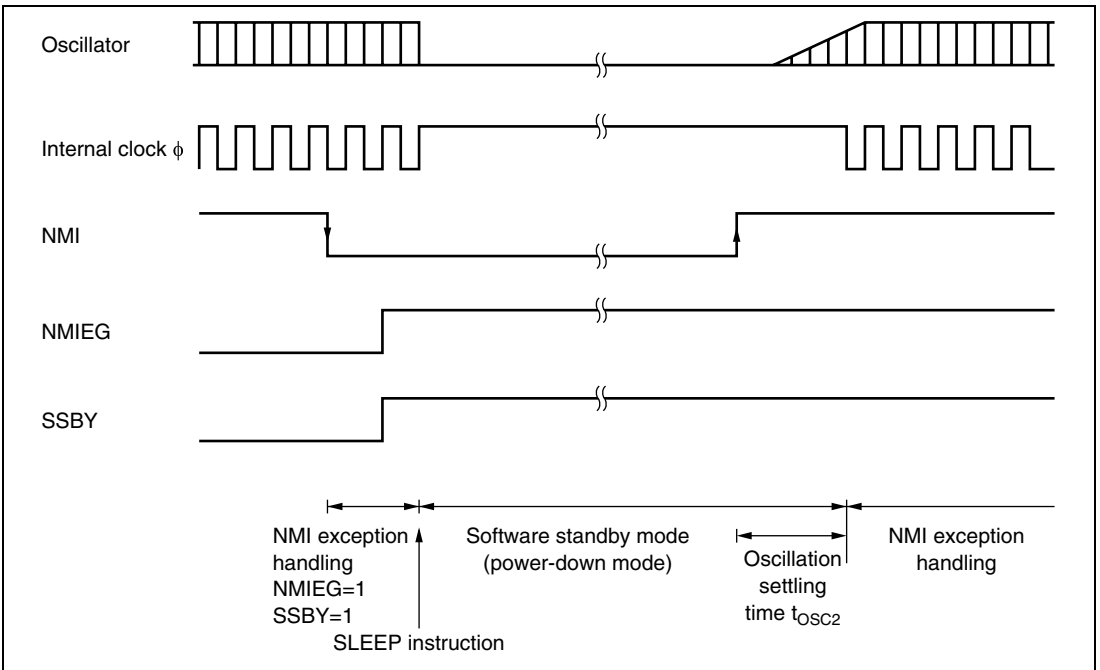 Oscillator
Internal clock ϕ
NMI
NMIEG
SSBY
NMI exception
handling
NMIEG=1
SSBY=1
SLEEP instruction
Software standby mode
(power-down mode)
Oscillation
settling
time tOSC2
NMI exception
handling